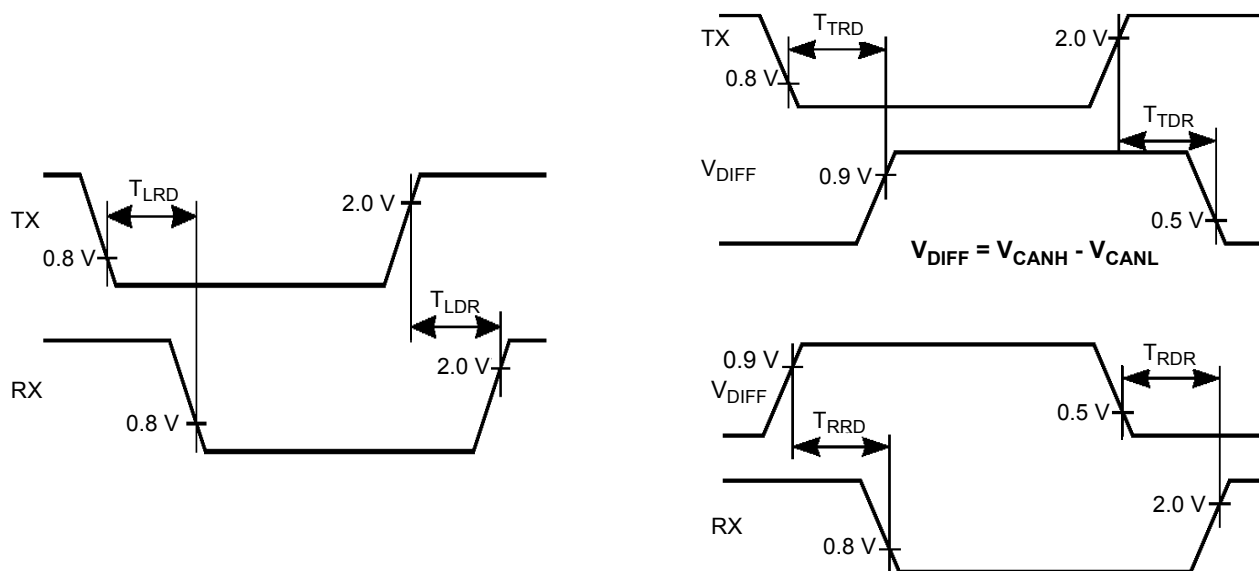 TX
T_LRD
0.8 V
2.0 V
T_LDR
RX
0.8 V
2.0 V
TX
T_TRD
0.8 V
2.0 V
T_TDR
V_DIFF
0.9 V
0.5 V
V_DIFF = V_CANH - V_CANL
0.9 V
V_DIFF
T_RRD
0.5 V
T_RDR
RX
0.8 V
2.0 V